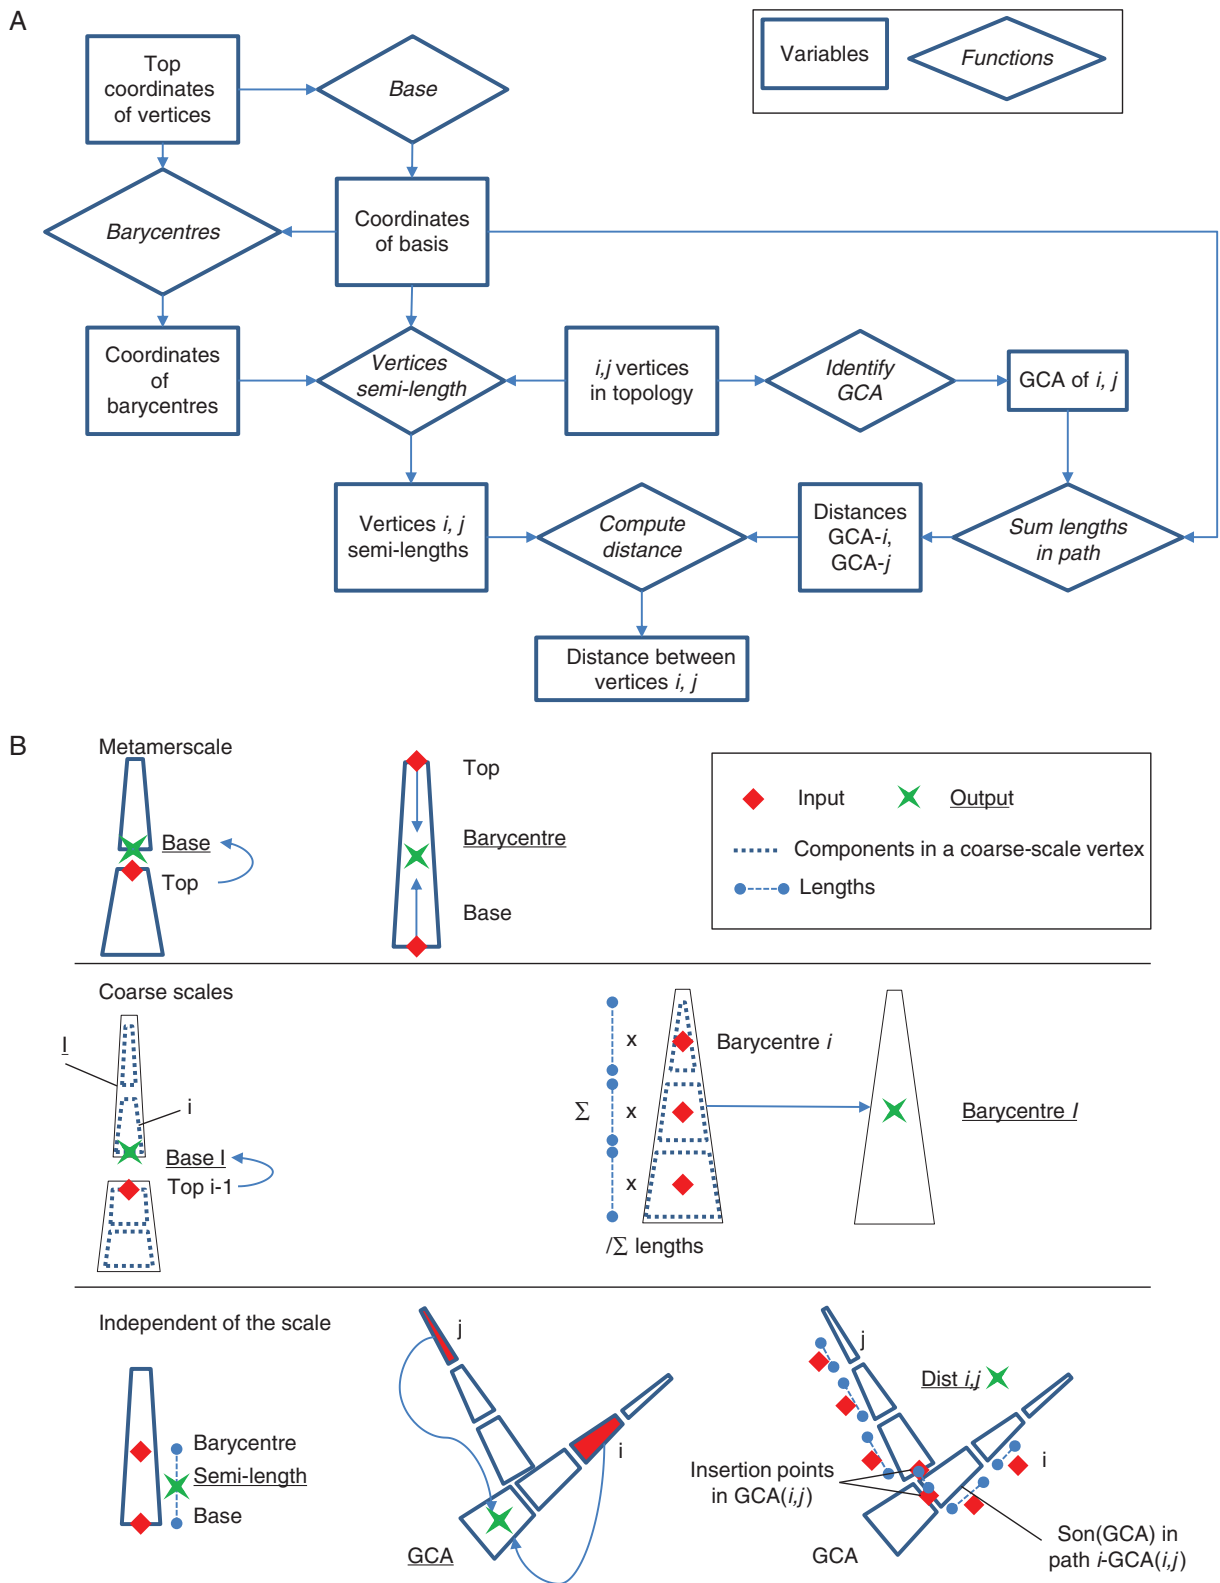 A
Top
coordinates
of vertices
Base
Variables
Functions
Barycentres
Coordinates
of basis
Coordinates
of
barycentres
Vertices
semi-length
i,j vertices
in topology
Identify
GCA
GCA of i, j
Vertices i, j
semi-lengths
Compute
distance
Distances
GCA-i,
GCA-j
Sum lengths
in path
Distance between
vertices i, j
B
Metamerscale
Base
Top
Top
Barycentre
Base
Input
Output
Components in a coarse-scale vertex
Lengths
Coarse scales
I
i
Base I
Top i-1
Σ
x
x
x
/Σ lengths
Barycentre i
Barycentre I
Independent of the scale
Barycentre
Semi-length
Base
j
i
GCA
j
Dist i,j
i
Insertion points
in GCA(i,j)
GCA
Son(GCA) in
path i-GCA(i,j)